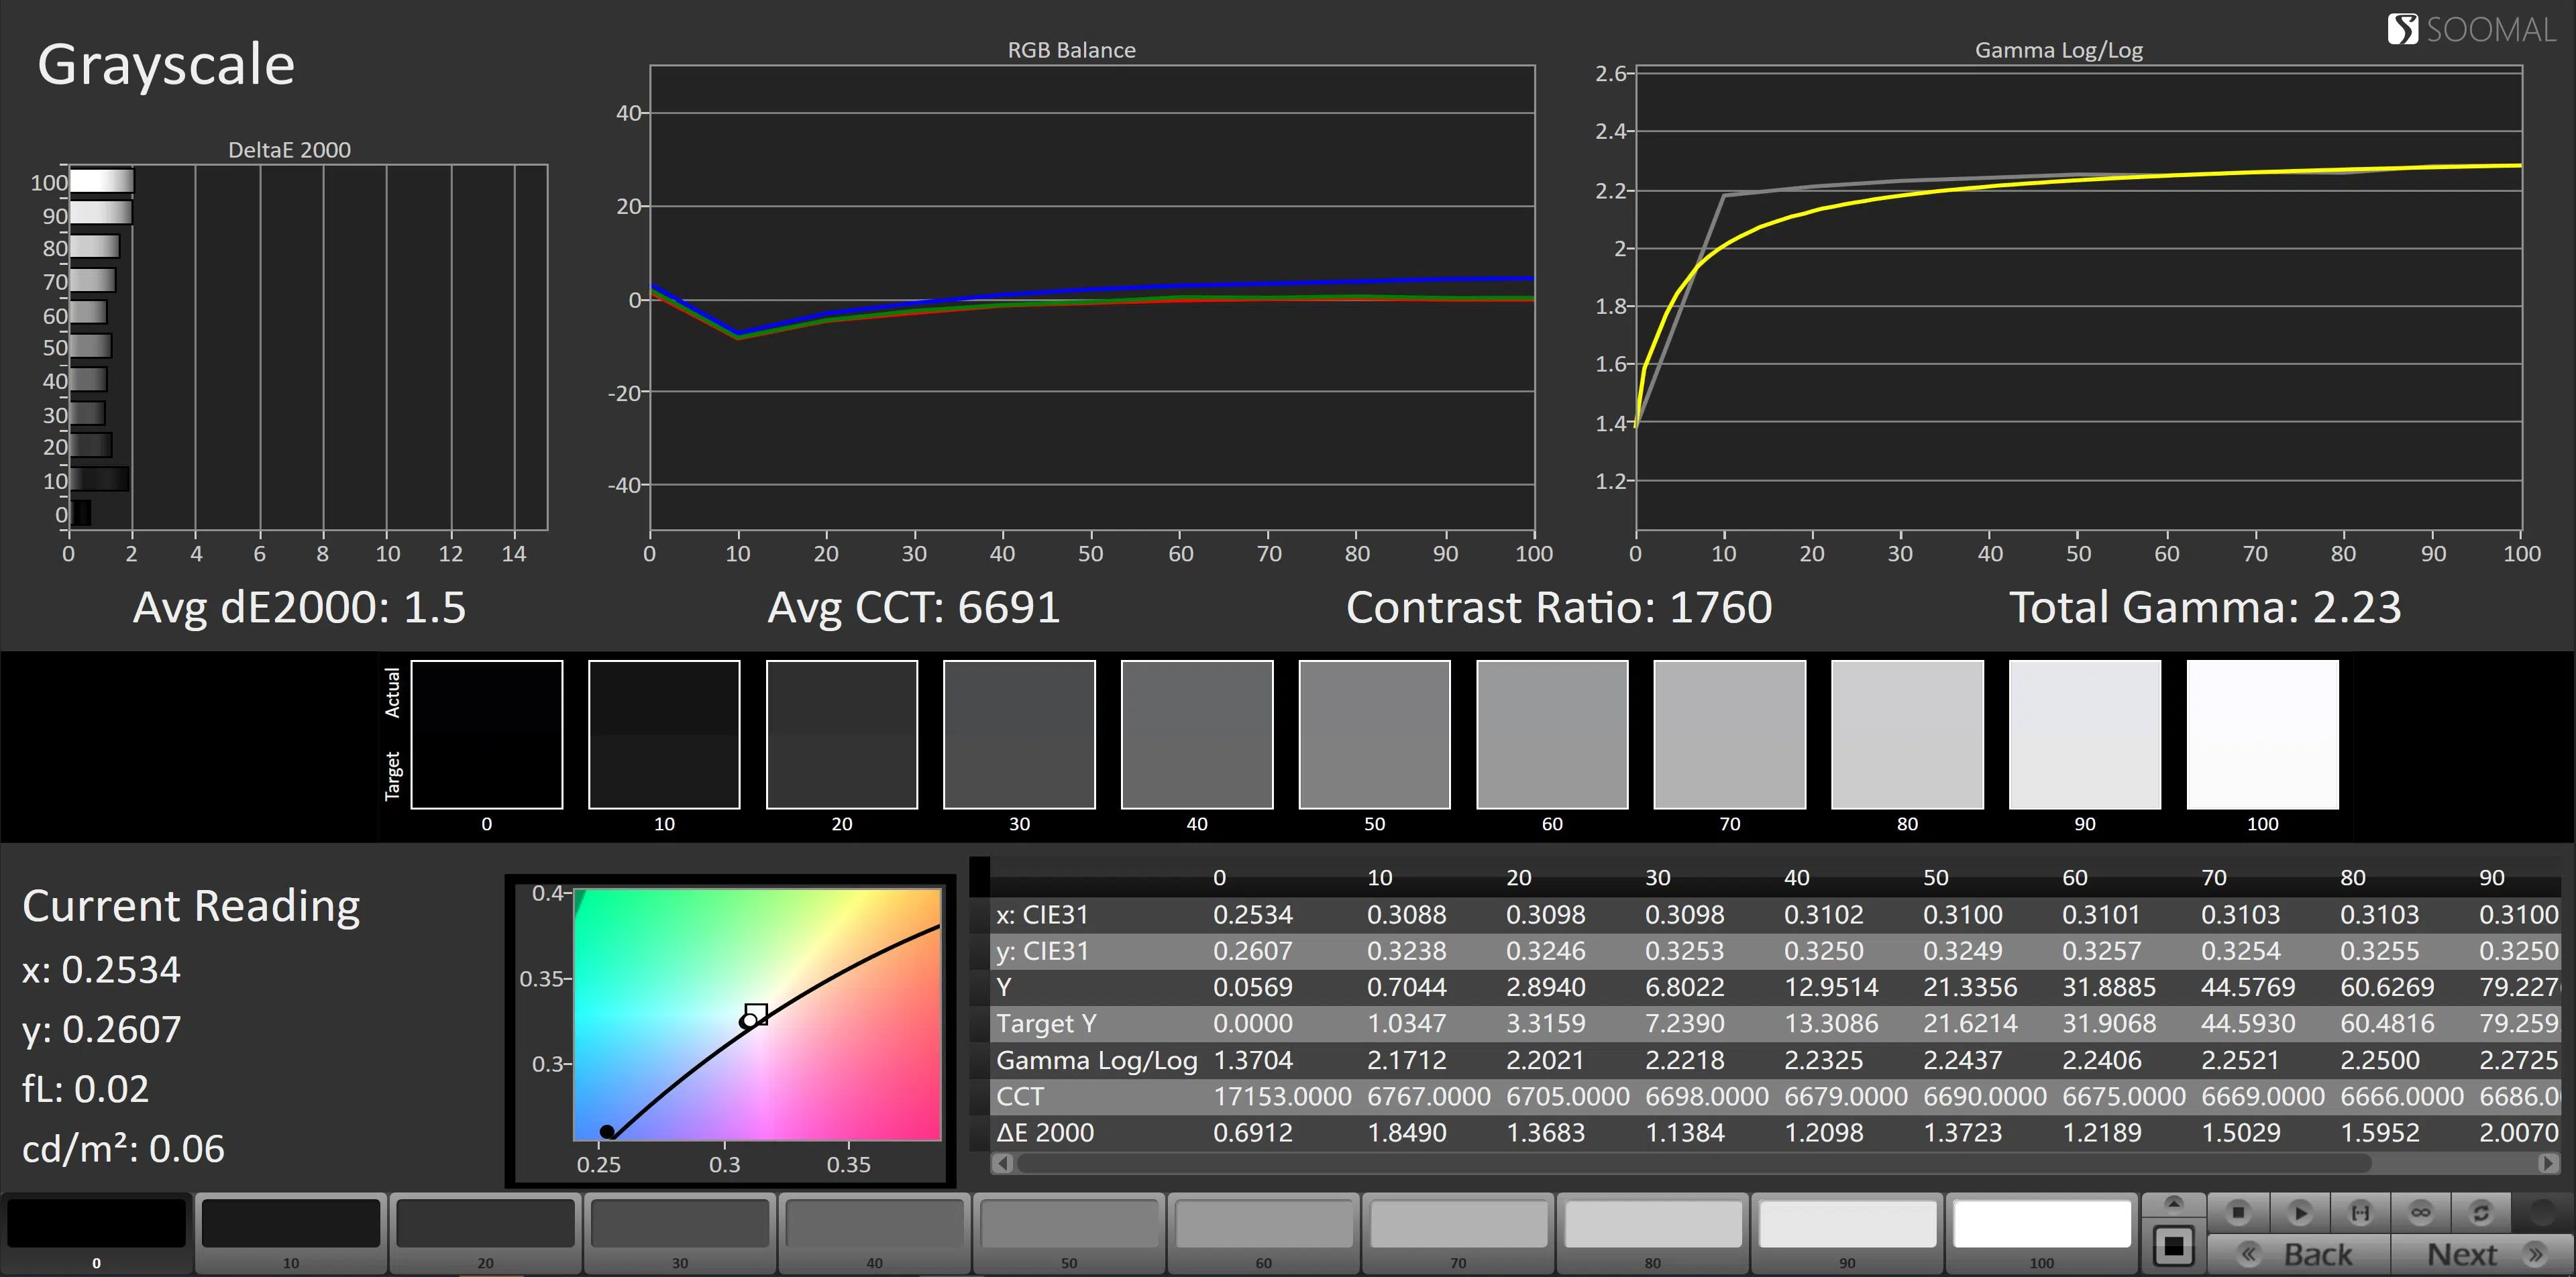 SOOMAL
Grayscale
DeltaE 2000
100
90
80
70
60
50
40
30
20
10
0
0 2 4 6 8 10 12 14
RGB Balance
40
20
0
-20
-40
0 10 20 30 40 50 60 70 80 90 100
Gamma Log/Log
2.6
2.4
2.2
2
1.8
1.6
1.4
1.2
0 10 20 30 40 50 60 70 80 90 100
Avg dE2000: 1.5 Avg CCT: 6691 Contrast Ratio: 1760 Total Gamma: 2.23
Actual
Target
0 10 20 30 40 50 60 70 80 90 100
Current Reading
x: 0.2534
y: 0.2607
fL: 0.02
cd/m²: 0.06
0.4
0.35
0.3
0.25 0.3 0.35
0 10 20 30 40 50 60 70 80 90
x: CIE31 0.2534 0.3088 0.3098 0.3098 0.3102 0.3100 0.3101 0.3103 0.3103 0.3100
y: CIE31 0.2607 0.3238 0.3246 0.3253 0.3250 0.3249 0.3257 0.3254 0.3255 0.3250
Y 0.0569 0.7044 2.8940 6.8022 12.9514 21.3356 31.8885 44.5769 60.6269 79.227
Target Y 0.0000 1.0347 3.3159 7.2390 13.3086 21.6214 31.9068 44.5930 60.4816 79.259
Gamma Log/Log 1.3704 2.1712 2.2021 2.2218 2.2325 2.2437 2.2406 2.2521 2.2500 2.2725
CCT 17153.0000 6767.0000 6705.0000 6698.0000 6679.0000 6690.0000 6675.0000 6669.0000 6666.0000 6686.0
ΔE 2000 0.6912 1.8490 1.3683 1.1384 1.2098 1.3723 1.2189 1.5029 1.5952 2.0070
0 10 20 30 40 50 60 70 80 90 100
Back Next